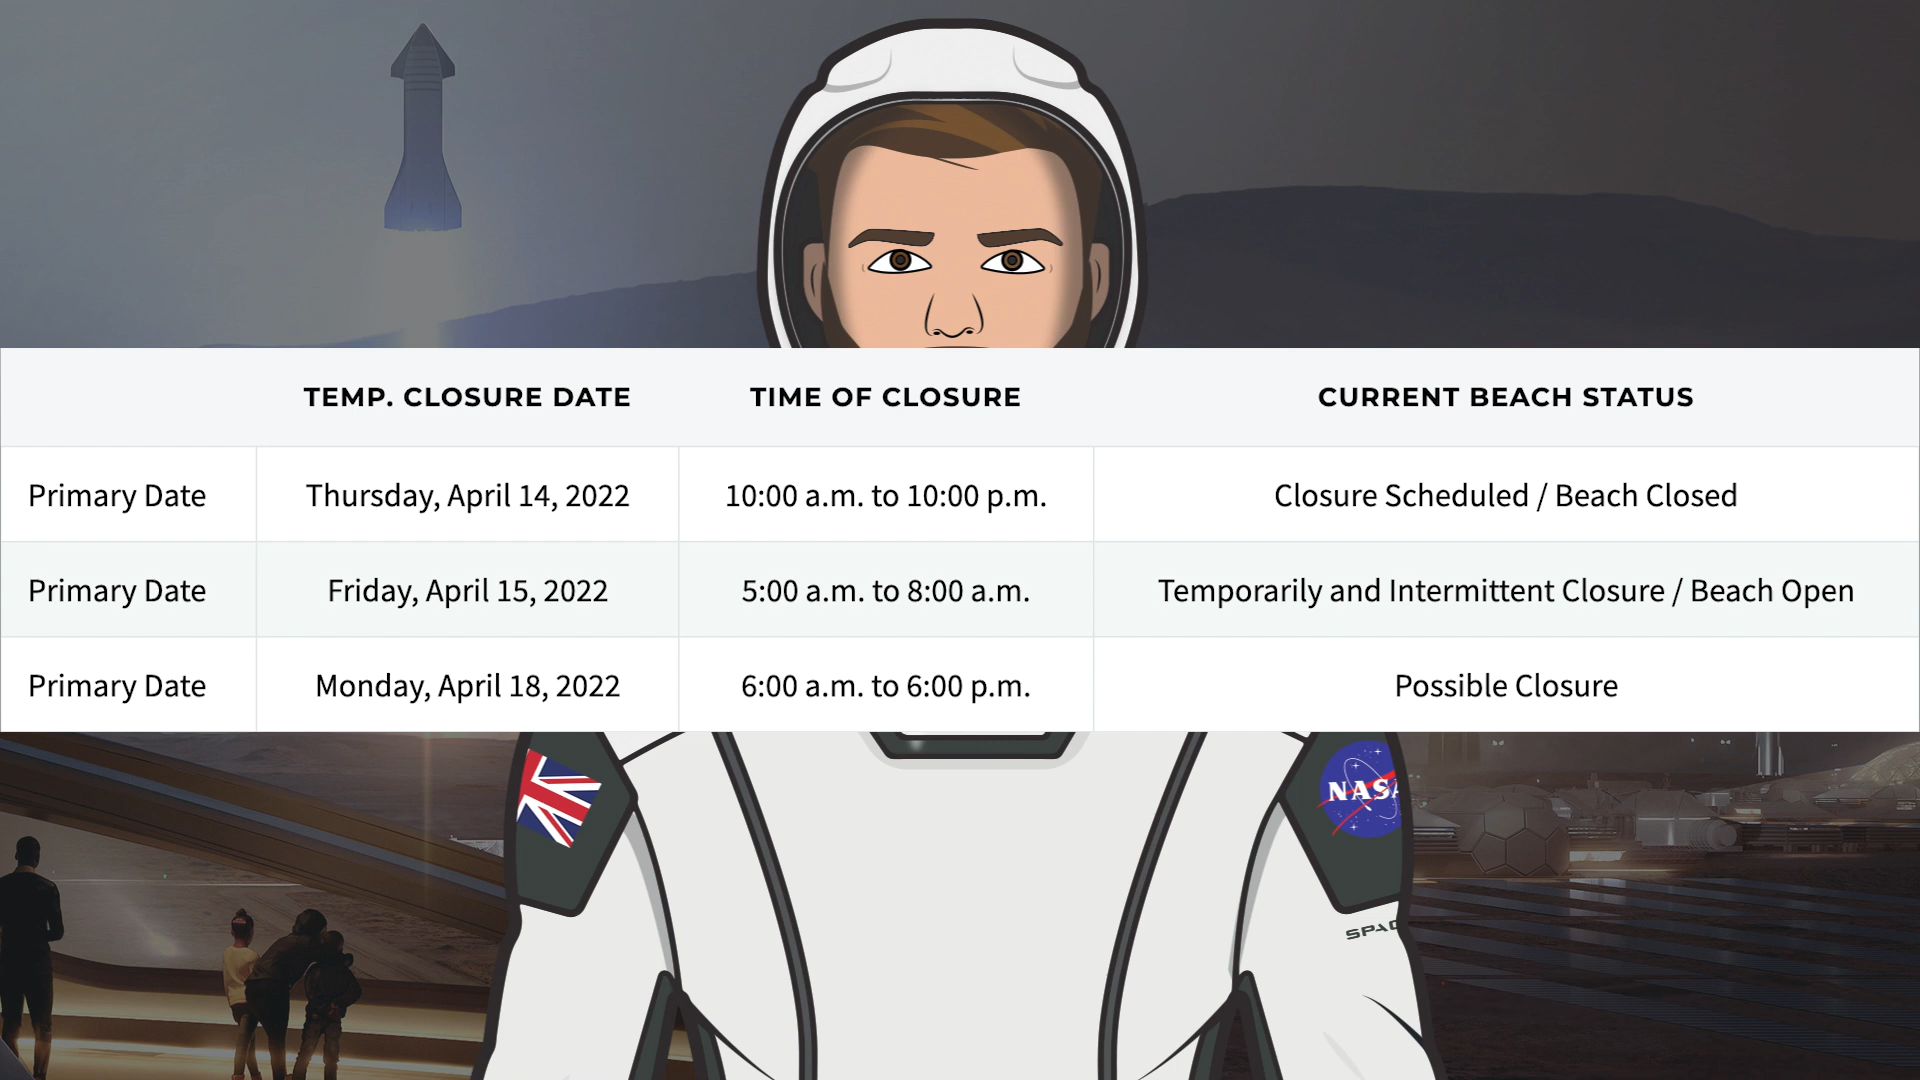 TEMP. CLOSURE DATE TIME OF CLOSURE CURRENT BEACH STATUS
Primary Date Thursday, April 14, 2022 10:00 a.m. to 10:00 p.m. Closure Scheduled / Beach Closed
Primary Date Friday, April 15, 2022 5:00 a.m. to 8:00 a.m. Temporarily and Intermittent Closure / Beach Open
Primary Date Monday, April 18, 2022 6:00 a.m. to 6:00 p.m. Possible Closure
NASA
SPAC